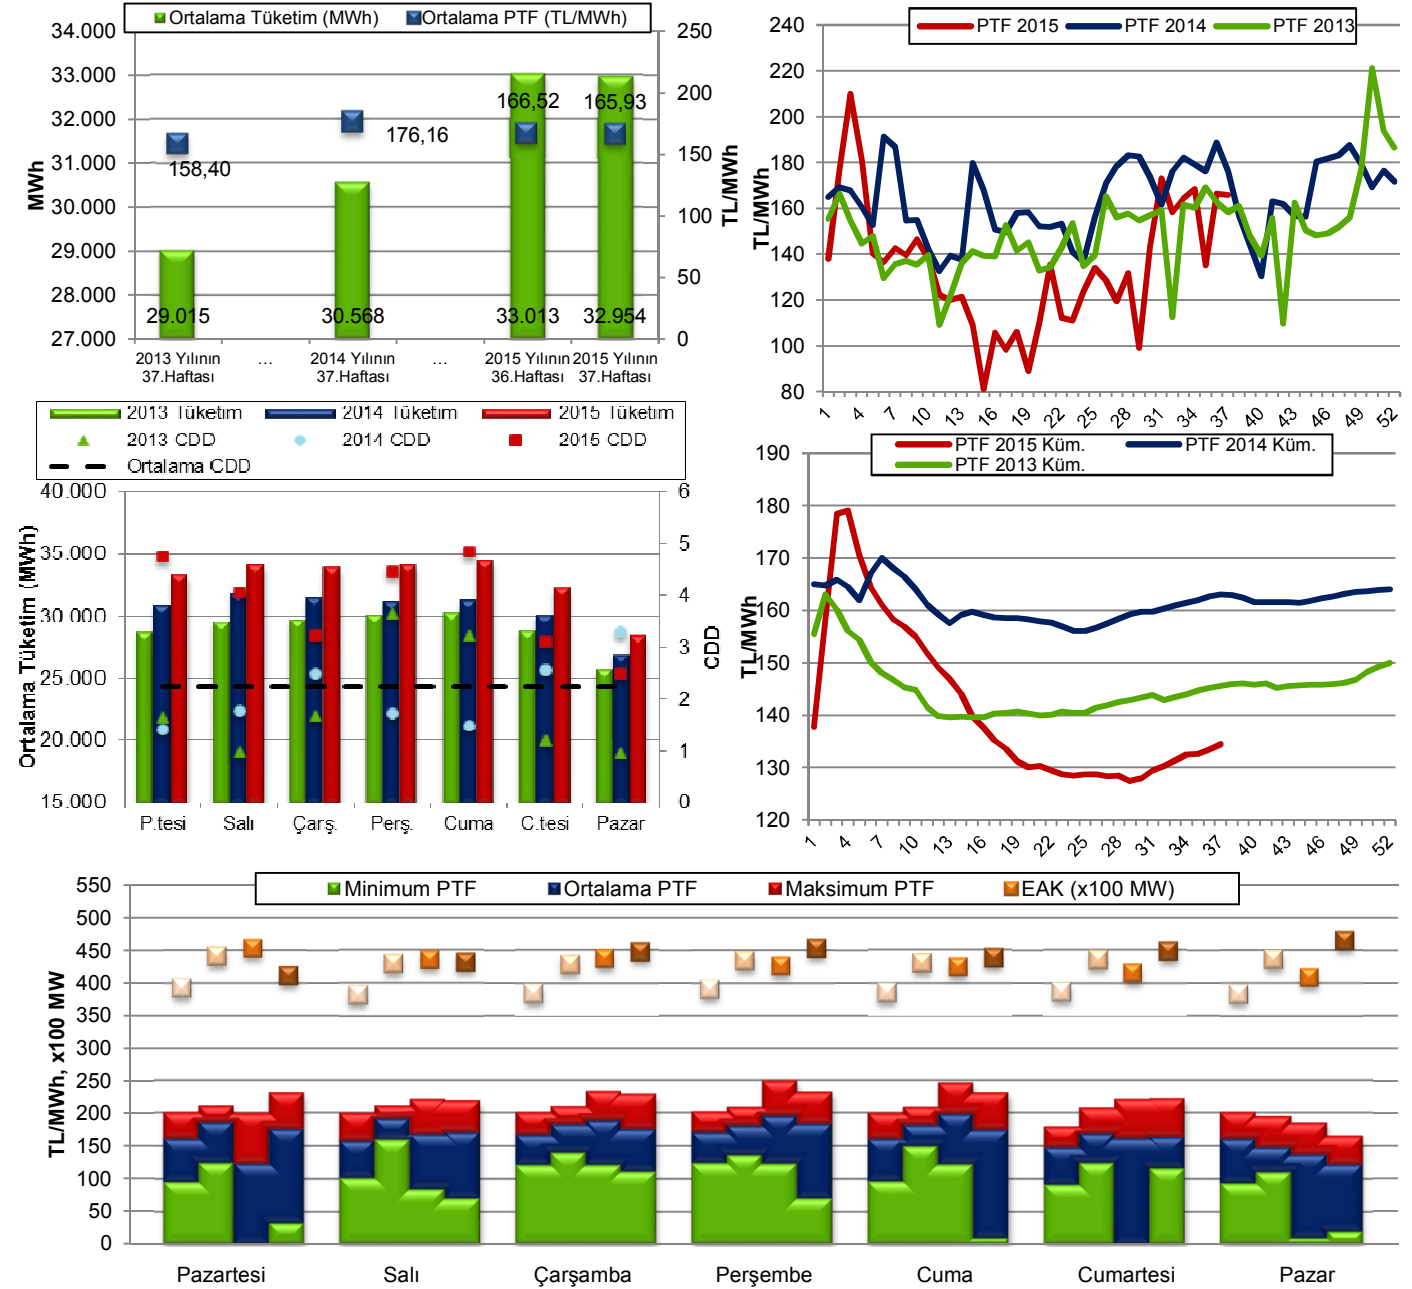 Ortalama Tüketim (MWh) Ortalama PTF (TL/MWh)
34.000
33.000
32.000
31.000
30.000
29.000
28.000
27.000
MWh
250
200
150
100
50
0
TL/MWh
158,40
176,16
166,52
165,93
29.015
30.568
33.013
32.954
2013 Yılının
37.Haftası
...
2014 Yılının
37.Haftası
...
2015 Yılının
36.Haftası
2015 Yılının
37.Haftası
PTF 2015 PTF 2014 PTF 2013
240
220
200
180
160
140
120
100
80
TL/MWh
1 4 7 10 13 16 19 22 25 28 31 34 37 40 43 46 49 52
2013 Tüketim 2014 Tüketim 2015 Tüketim
2013 CDD 2014 CDD 2015 CDD
Ortalama CDD
40.000
35.000
30.000
25.000
20.000
15.000
Ortalama Tüketim (MWh)
6
5
4
3
2
1
0
CDD
P.tesi Salı Çarş. Perş. Cuma C.tesi Pazar
PTF 2015 Küm. PTF 2014 Küm.
PTF 2013 Küm.
190
180
170
160
150
140
130
120
TL/MWh
1 4 7 10 13 16 19 22 25 28 31 34 37 40 43 46 49 52
Minimum PTF Ortalama PTF Maksimum PTF EAK (x100 MW)
550
500
450
400
350
300
250
200
150
100
50
0
TL/MWh, x100 MW
Pazartesi Salı Çarşamba Perşembe Cuma Cumartesi Pazar